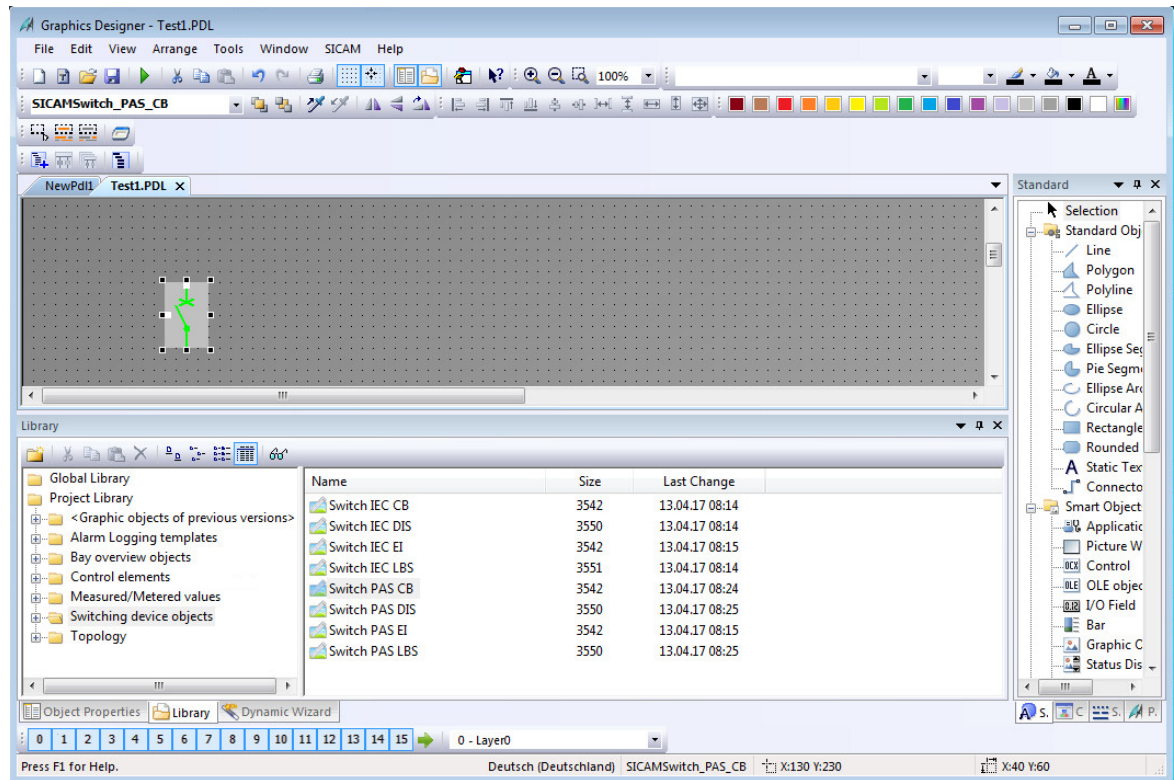 Graphics Designer - Test1.PDL
File Edit View Arrange Tools Window SICAM Help
100%
SICAMSwitch_PAS_CB
NewPdl1 Test1.PDL
Standard
Selection
Standard Obj
Line
Polygon
Polyline
Ellipse
Circle
Ellipse Seg
Pie Segm
Ellipse Arc
Circular A
Rectangle
Rounded
A Static Tex
Connecto
Smart Object
Applicatic
Picture W
OCX Control
OLE OLE objec
0.12 I/O Field
Bar
Graphic O
Status Dis
Library
Global Library
Project Library
<Graphic objects of previous versions>
Alarm Logging templates
Bay overview objects
Control elements
Measured/Metered values
Switching device objects
Topology
Name Size Last Change
Switch IEC CB 3542 13.04.17 08:14
Switch IEC DIS 3550 13.04.17 08:14
Switch IEC EI 3542 13.04.17 08:15
Switch IEC LBS 3551 13.04.17 08:14
Switch PAS CB 3542 13.04.17 08:24
Switch PAS DIS 3550 13.04.17 08:25
Switch PAS EI 3542 13.04.17 08:15
Switch PAS LBS 3550 13.04.17 08:25
Object Properties Library Dynamic Wizard
S. C S. P.
0 1 2 3 4 5 6 7 8 9 10 11 12 13 14 15 0 - Layer0
Press F1 for Help. Deutsch (Deutschland) SICAMSwitch_PAS_CB X:130 Y:230 X:40 Y:60